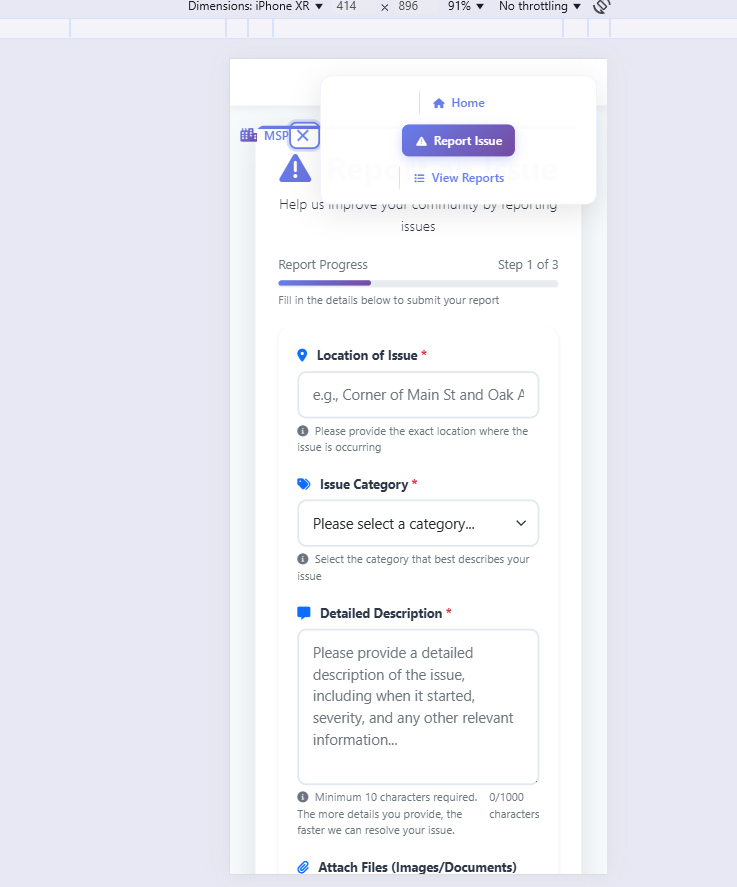 Dimensions: iPhone XR ▼ 414 × 896 91% ▼ No throttling ▼
Home
MSP
Report Issue
Report an Issue
View Reports
Help us improve your community by reporting
issues
Report Progress Step 1 of 3
Fill in the details below to submit your report
Location of Issue *
e.g., Corner of Main St and Oak A
Please provide the exact location where the
issue is occurring
Issue Category *
Please select a category...
Select the category that best describes your
issue
Detailed Description *
Please provide a detailed
description of the issue,
including when it started,
severity, and any other relevant
information...
Minimum 10 characters required. 0/1000
The more details you provide, the characters
faster we can resolve your issue.
Attach Files (Images/Documents)